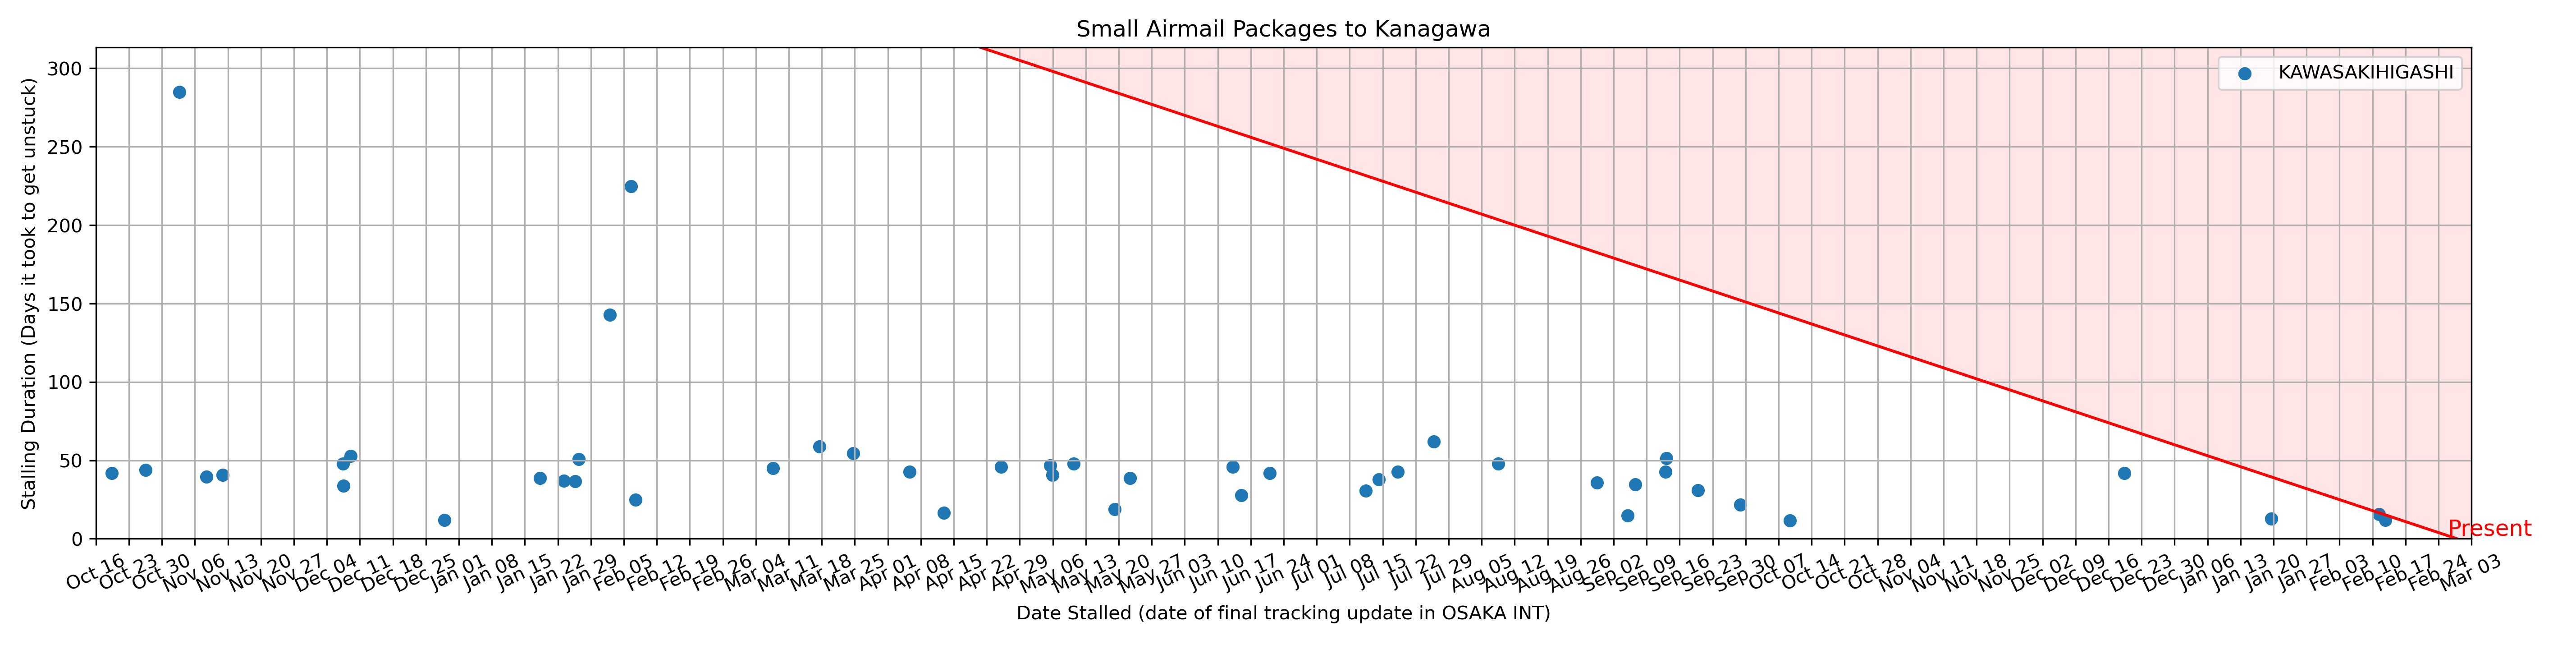 Small Airmail Packages to Kanagawa
KAWASAKIHIGASHI
Stalling Duration (Days it took to get unstuck)
300
250
200
150
100
50
0
Present
Oct 16
Oct 23
Oct 30
Nov 06
Nov 13
Nov 20
Nov 27
Dec 04
Dec 11
Dec 18
Dec 25
Jan 01
Jan 08
Jan 15
Jan 22
Jan 29
Feb 05
Feb 12
Feb 19
Feb 26
Mar 04
Mar 11
Mar 18
Mar 25
Apr 01
Apr 08
Apr 15
Apr 22
Apr 29
May 06
May 13
May 20
May 27
Jun 03
Jun 10
Jun 17
Jun 24
Jul 01
Jul 08
Jul 15
Jul 22
Jul 29
Aug 05
Aug 12
Aug 19
Aug 26
Sep 02
Sep 09
Sep 16
Sep 23
Sep 30
Oct 07
Oct 14
Oct 21
Oct 28
Nov 04
Nov 11
Nov 18
Nov 25
Dec 02
Dec 09
Dec 16
Dec 23
Dec 30
Jan 06
Jan 13
Jan 20
Jan 27
Feb 03
Feb 10
Feb 17
Feb 24
Mar 03
Date Stalled (date of final tracking update in OSAKA INT)